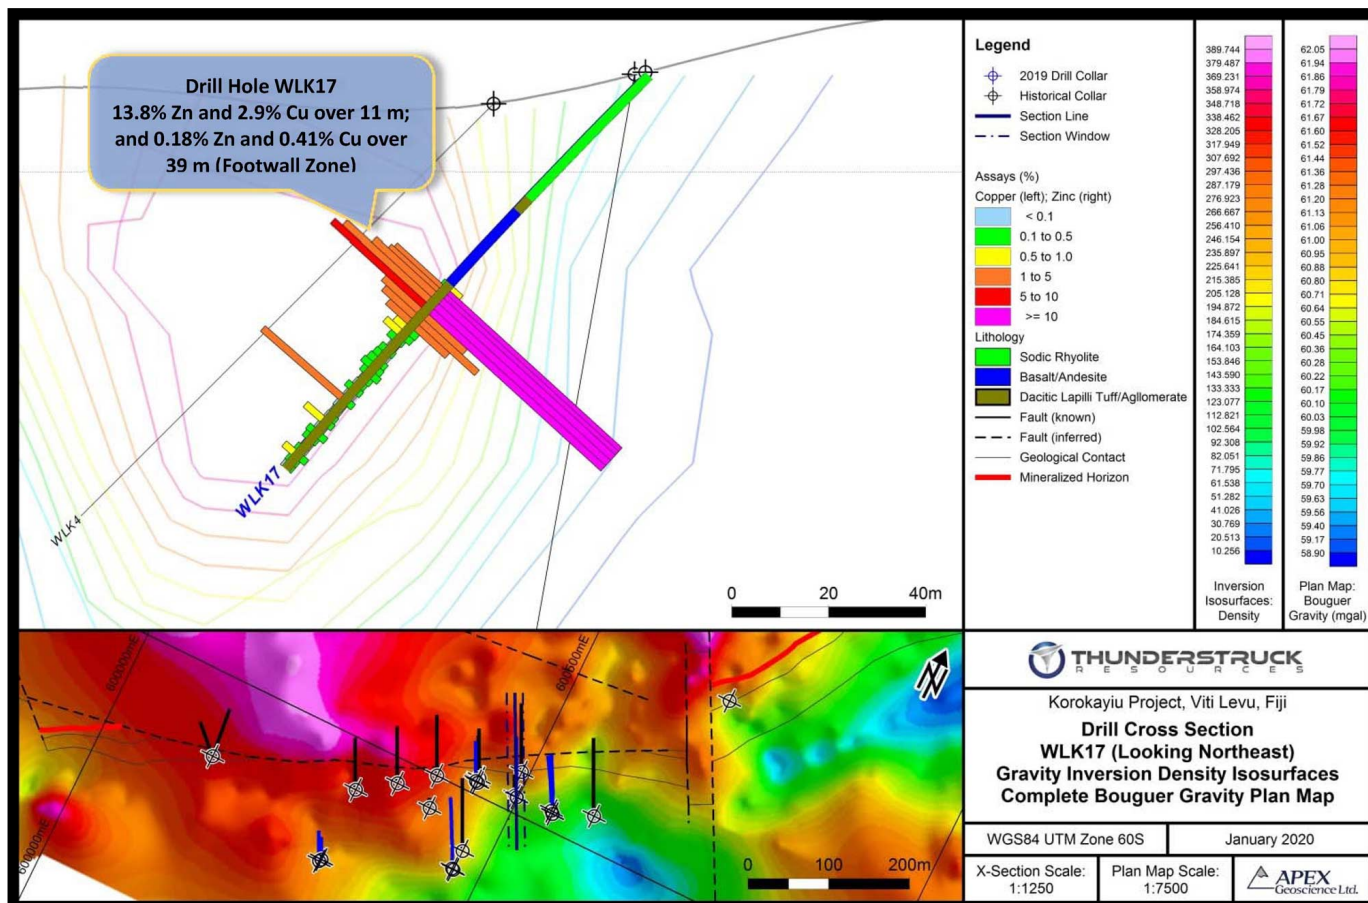 Drill Hole WLK17
13.8% Zn and 2.9% Cu over 11 m;
and 0.18% Zn and 0.41% Cu over
39 m (Footwall Zone)
WLK17
WLK4
0 20 40m
Legend
2019 Drill Collar
Historical Collar
Section Line
Section Window
Assays (%)
Copper (left); Zinc (right)
< 0.1
0.1 to 0.5
0.5 to 1.0
1 to 5
5 to 10
>= 10
Lithology
Sodic Rhyolite
Basalt/Andesite
Dacitic Lapilli Tuff/Agllomerate
Fault (known)
Fault (inferred)
Geological Contact
Mineralized Horizon
389.744
379.487
369.231
358.974
348.718
338.462
328.205
317.949
307.692
297.436
287.179
276.923
266.667
256.410
246.154
235.897
225.641
215.385
205.128
194.872
184.615
174.359
164.103
153.846
143.590
133.333
123.077
112.821
102.564
92.308
82.051
71.795
61.538
51.282
41.026
30.769
20.513
10.256
Inversion
Isosurfaces:
Density
62.05
61.94
61.86
61.79
61.72
61.67
61.60
61.52
61.44
61.36
61.28
61.20
61.13
61.06
61.00
60.95
60.88
60.80
60.71
60.64
60.55
60.45
60.36
60.28
60.22
60.17
60.10
60.03
59.98
59.92
59.86
59.77
59.70
59.63
59.56
59.40
59.17
58.90
Plan Map:
Bouguer
Gravity (mgal)
600000mE
600500mE
600000mE
N
0 100 200m
THUNDERSTRUCK
RESOURCES
Korokayiu Project, Viti Levu, Fiji
Drill Cross Section
WLK17 (Looking Northeast)
Gravity Inversion Density Isosurfaces
Complete Bouguer Gravity Plan Map
WGS84 UTM Zone 60S
January 2020
X-Section Scale:
1:1250
Plan Map Scale:
1:7500
APEX
Geoscience Ltd.